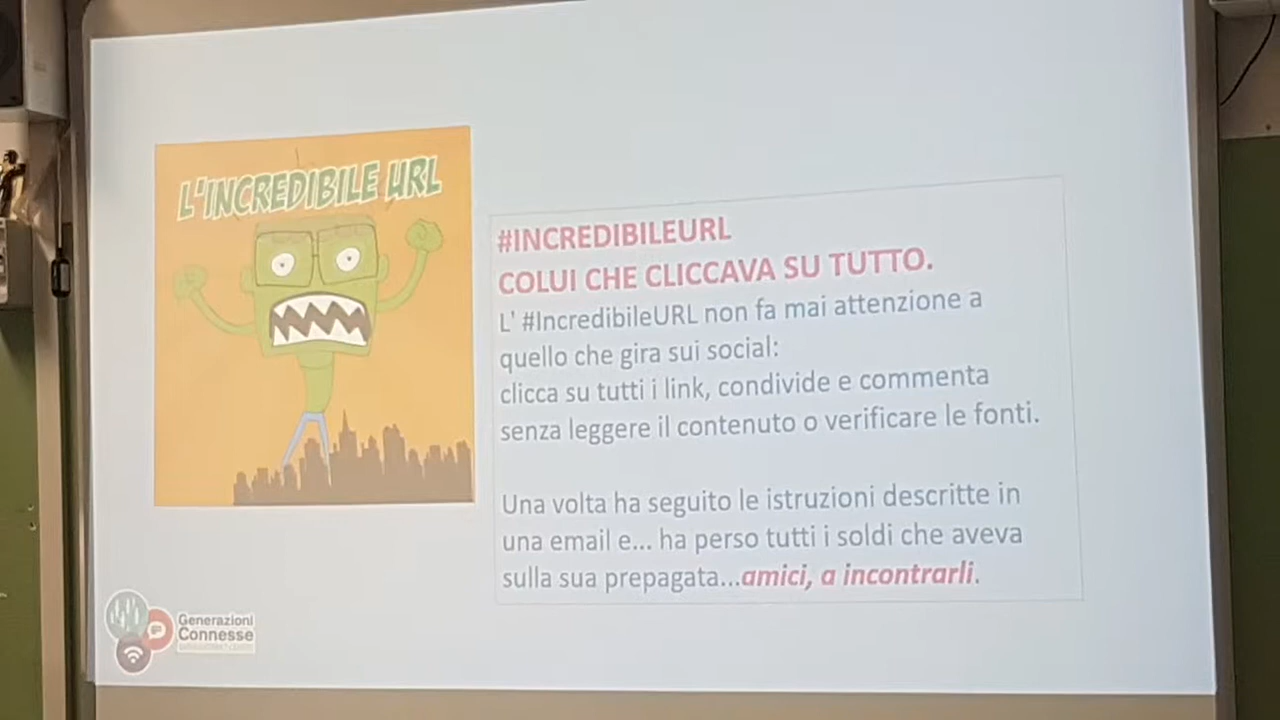 L'INCREDIBILE URL
#INCREDIBILEURL
COLUI CHE CLICCAVA SU TUTTO.
L' #IncredibileURL non fa mai attenzione a
quello che gira sui social:
clicca su tutti i link, condivide e commenta
senza leggere il contenuto o verificare le fonti.
Una volta ha seguito le istruzioni descritte in
una email e... ha perso tutti i soldi che aveva
sulla sua prepagata...amici, a incontrarli.
Generazioni
Connesse